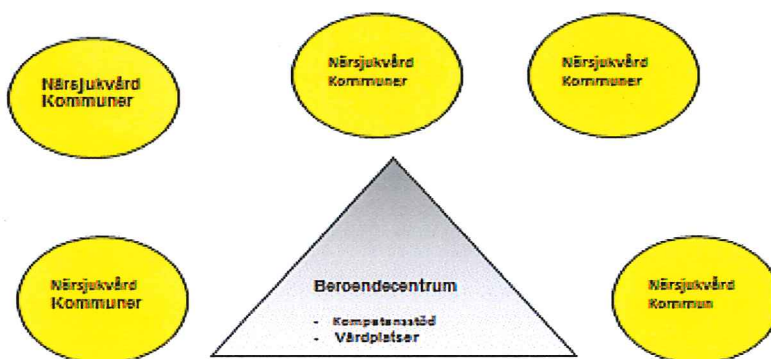 Närsjukvård
Kommuner
Närsjukvård
Kommuner
Närsjukvård
Kommuner
Närsjukvård
Kommuner
Beroendecentrum
- Kompetensstöd
- Vårdplatser
Närsjukvård
Kommun